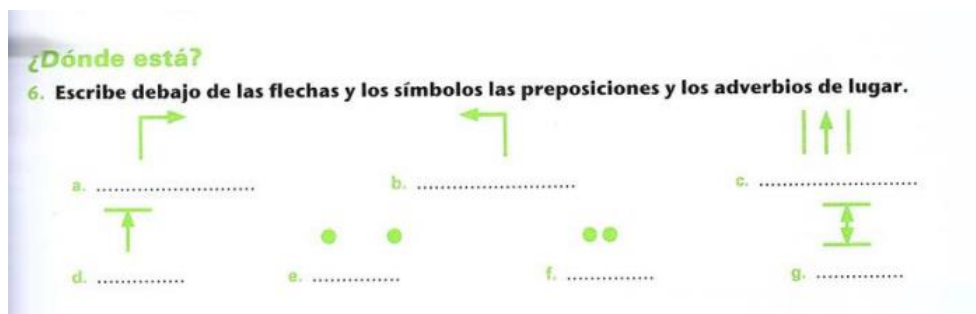 ¿Dónde está?
6. Escribe debajo de las flechas y los símbolos las preposiciones y los adverbios de lugar.
a. ............................ b. ............................ c. ............................
d. ............... e. ............... f. ............... g. ...............